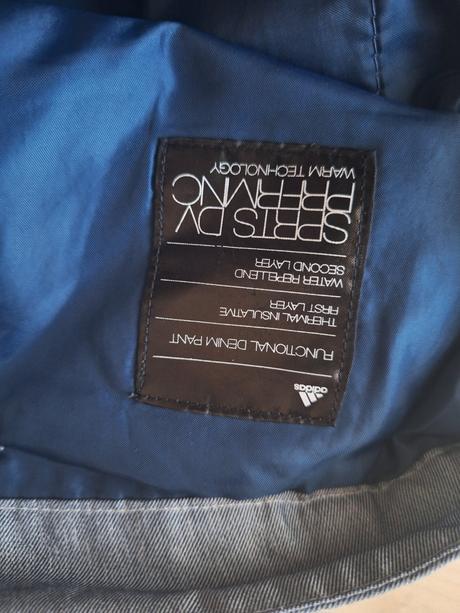 adidas
FUNCTIONAL DENIM PANT
THERMAL INSULATIVE
FIRST LAYER
WATER REPELLEND
SECOND LAYER
SPRTS DV
PRFRMNC
WARM TECHNOLOGY